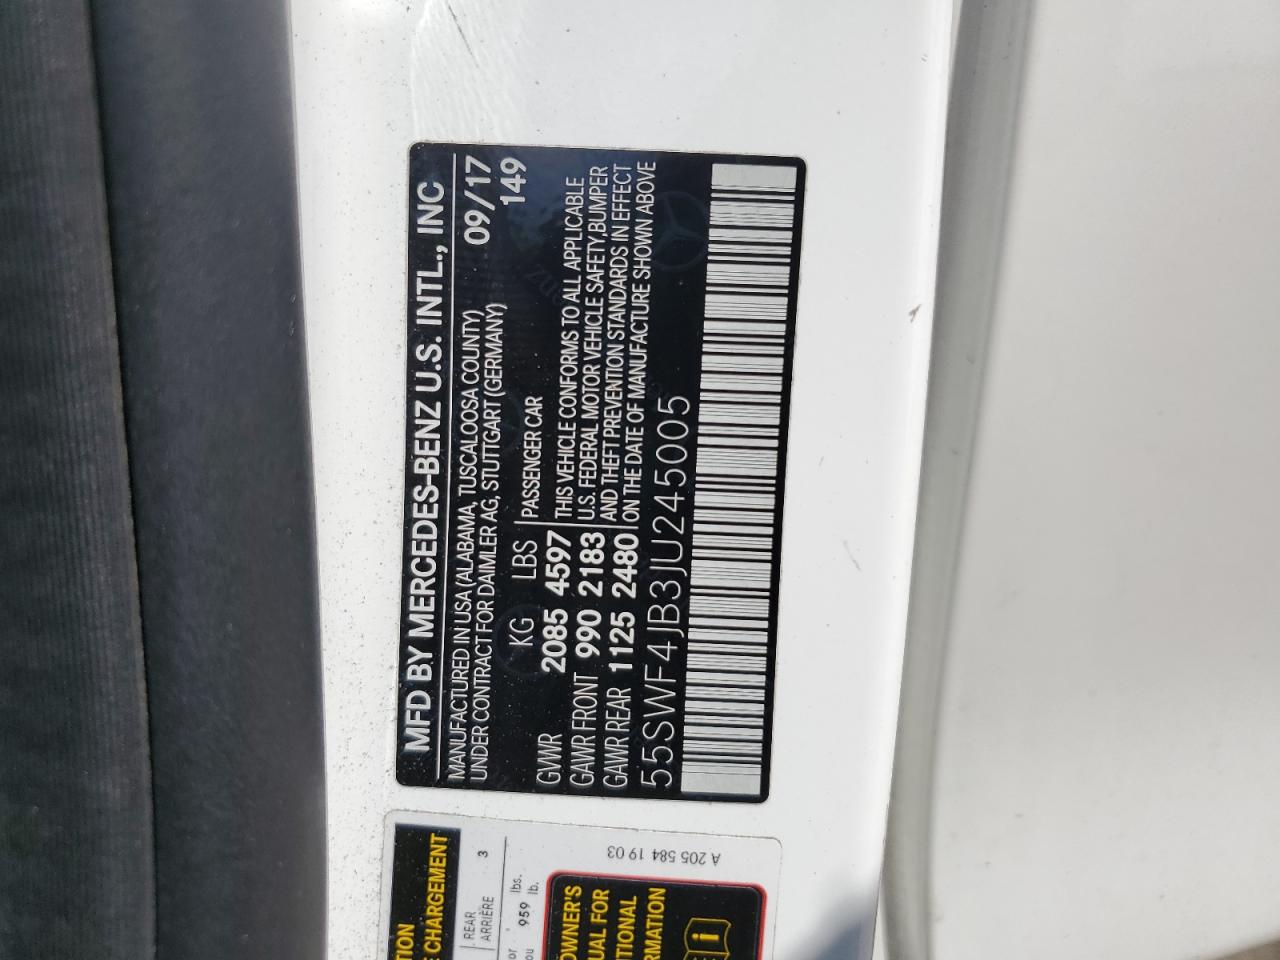 MFD BY MERCEDES-BENZ U.S. INTL., INC
MANUFACTURED IN USA (ALABAMA, TUSCALOOSA COUNTY) 09/17
UNDER CONTRACT FOR DAIMLER AG, STUTTGART (GERMANY) 149
KG LBS PASSENGER CAR
GVWR 2085 4597 THIS VEHICLE CONFORMS TO ALL APPLICABLE
GAWR FRONT 990 2183 U.S. FEDERAL MOTOR VEHICLE SAFETY,BUMPER
GAWR REAR 1125 2480 AND THEFT PREVENTION STANDARDS IN EFFECT
ON THE DATE OF MANUFACTURE SHOWN ABOVE
55SWF4JB3JU245005
TION
E CHARGEMENT
REAR
ARRIÈRE 3
or
ou 959 lbs.
lb.
OWNER'S
UAL FOR
TIONAL
RMATION
i
A 205 584 19 03